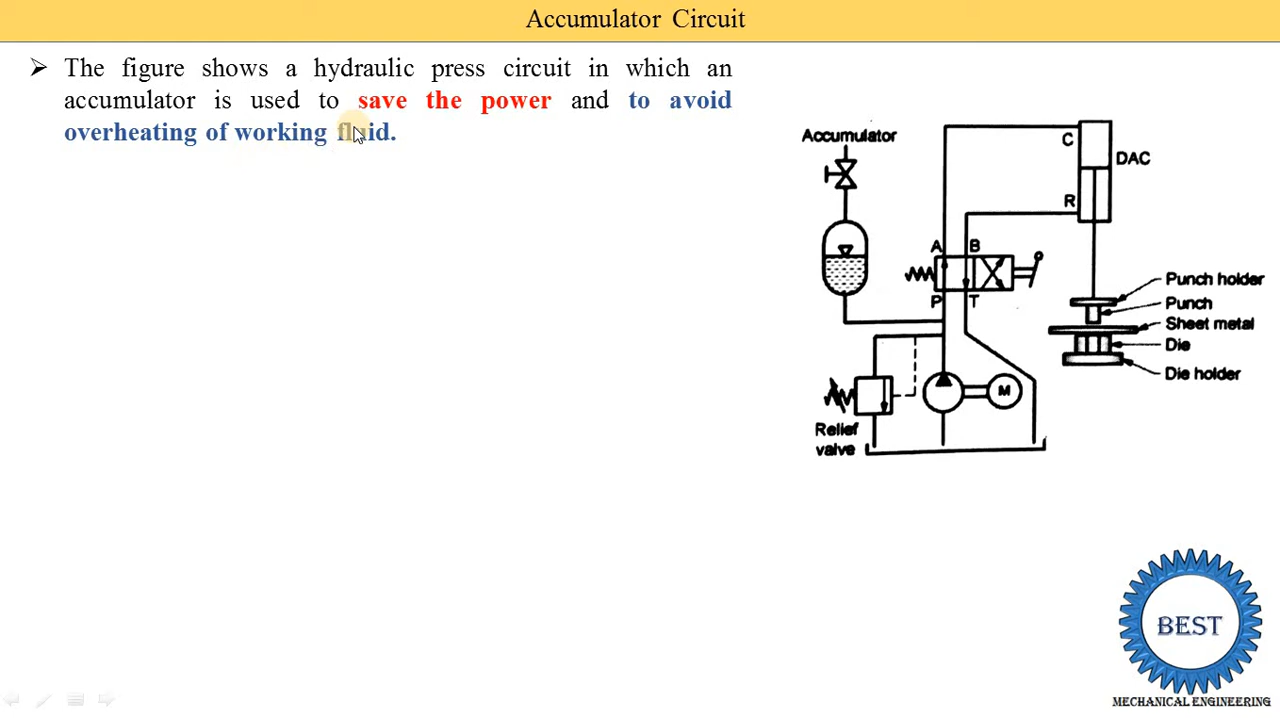 Accumulator Circuit
➢ The figure shows a hydraulic press circuit in which an
accumulator is used to save the power and to avoid
overheating of working fluid.
Accumulator
C
DAC
R
A B
P T
Punch holder
Punch
Sheet metal
Die
Die holder
M
Relief
valve
BEST
MECHANICAL ENGINEERING